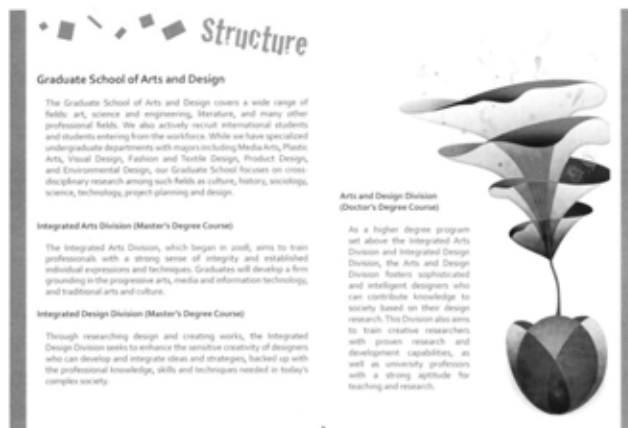 Structure
Graduate School of Arts and Design
The Graduate School of Arts and Design covers a wide range of
fields: art, science and engineering, literature, and many other
professional fields. We also actively recruit international students
and students entering from the workforce. While we have specialized
undergraduate departments with majors including Media Arts, Plastic
Arts, Visual Design, Fashion and Textile Design, Product Design,
and Environmental Design, our Graduate School focuses on cross-
disciplinary research among such fields as culture, history, sociology,
science, technology, project planning and design.
Integrated Arts Division (Master's Degree Course)
The Integrated Arts Division, which began in 2008, aims to train
professionals with a strong sense of integrity and established
individual expressions and techniques. Graduates will develop a firm
grounding in the progressive arts, media and information technology,
and traditional arts and culture.
Integrated Design Division (Master's Degree Course)
Through researching design and creating works, the Integrated
Design Division seeks to enhance the sensitive creativity of designers
who can develop and integrate ideas and strategies, backed up with
the professional knowledge, skills and techniques needed in today's
complex society.
Arts and Design Division
(Doctor's Degree Course)
As a higher degree program
set above the Integrated Arts
Division and Integrated Design
Division, the Arts and Design
Division fosters sophisticated
and intelligent designers who
can contribute knowledge to
society based on their design
research. This Division also aims
to train creative researchers
with proven research and
development capabilities, as
well as university professors
with a strong aptitude for
teaching and research.